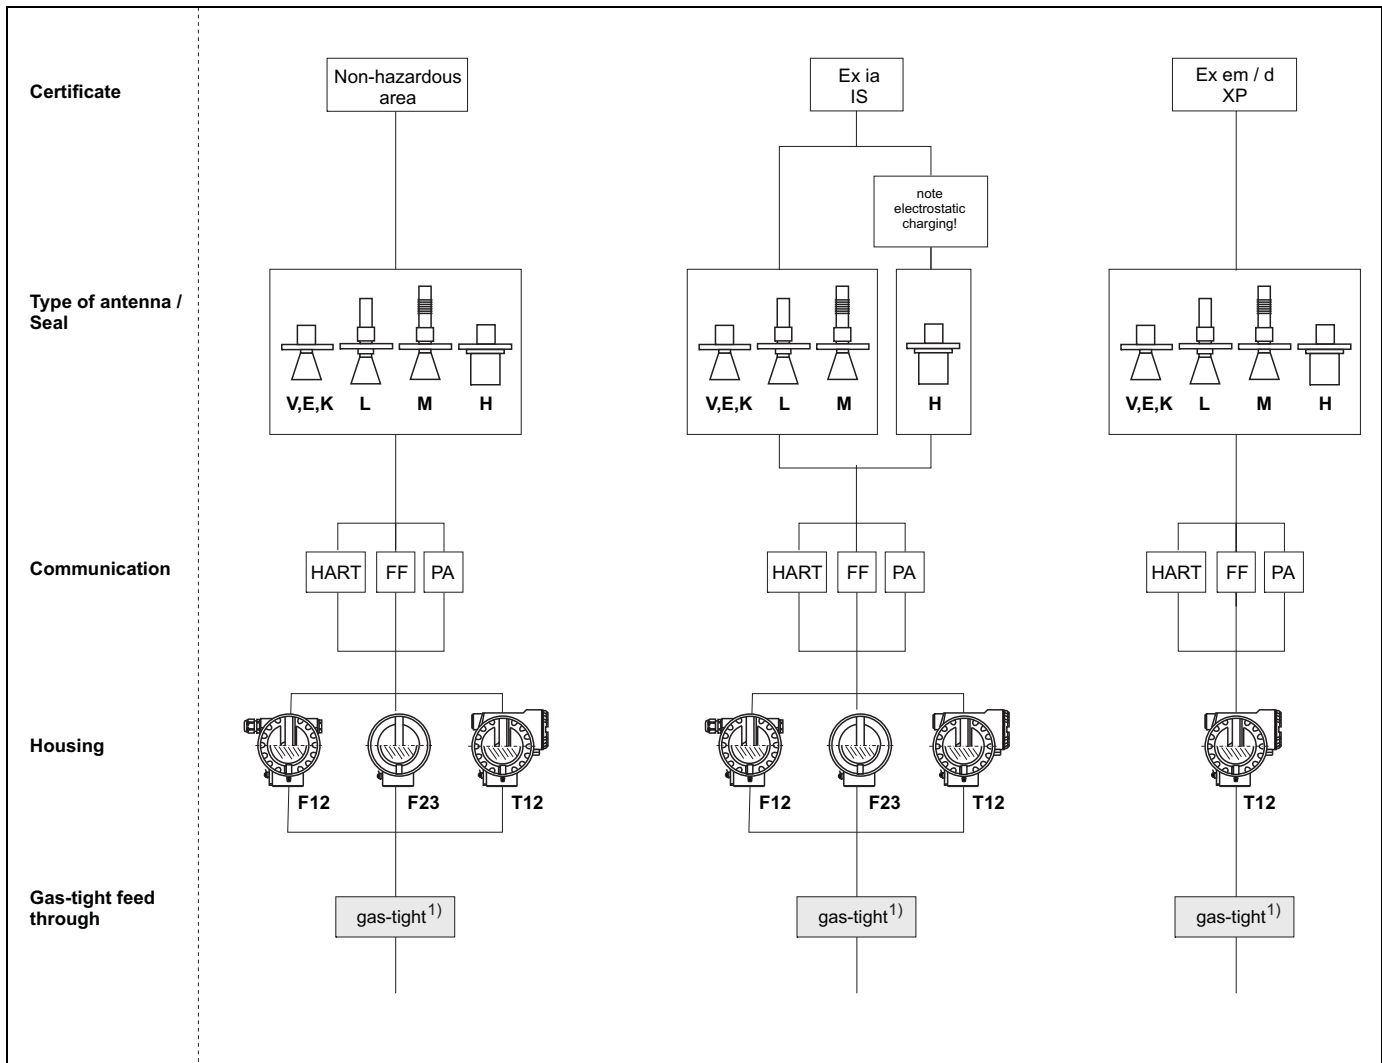 Certificate
Non-hazardous
area
Ex ia
IS
Ex em / d
XP
note
electrostatic
charging!
Type of antenna /
Seal
V,E,K L M H
V,E,K L M H
V,E,K L M H
Communication
HART FF PA
HART FF PA
HART FF PA
Housing
F12 F23 T12
F12 F23 T12
T12
Gas-tight feed
through
gas-tight1)
gas-tight1)
gas-tight1)